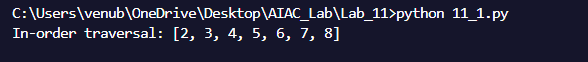 C:\Users\venub\OneDrive\Desktop\AIAC_Lab\Lab_11>python 11_1.py
In-order traversal: [2, 3, 4, 5, 6, 7, 8]